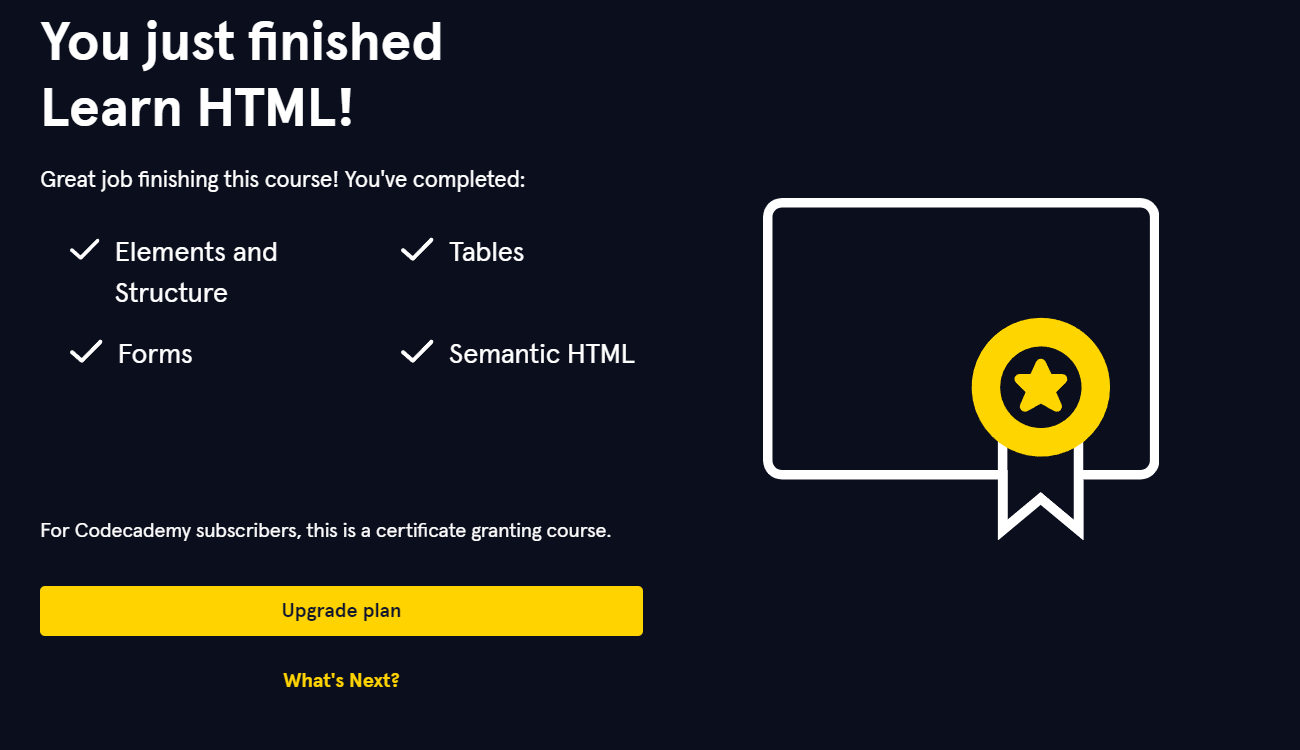 You just finished
Learn HTML!
Great job finishing this course! You've completed:
Elements and
Structure
Tables
Forms
Semantic HTML
For Codecademy subscribers, this is a certificate granting course.
Upgrade plan
What's Next?